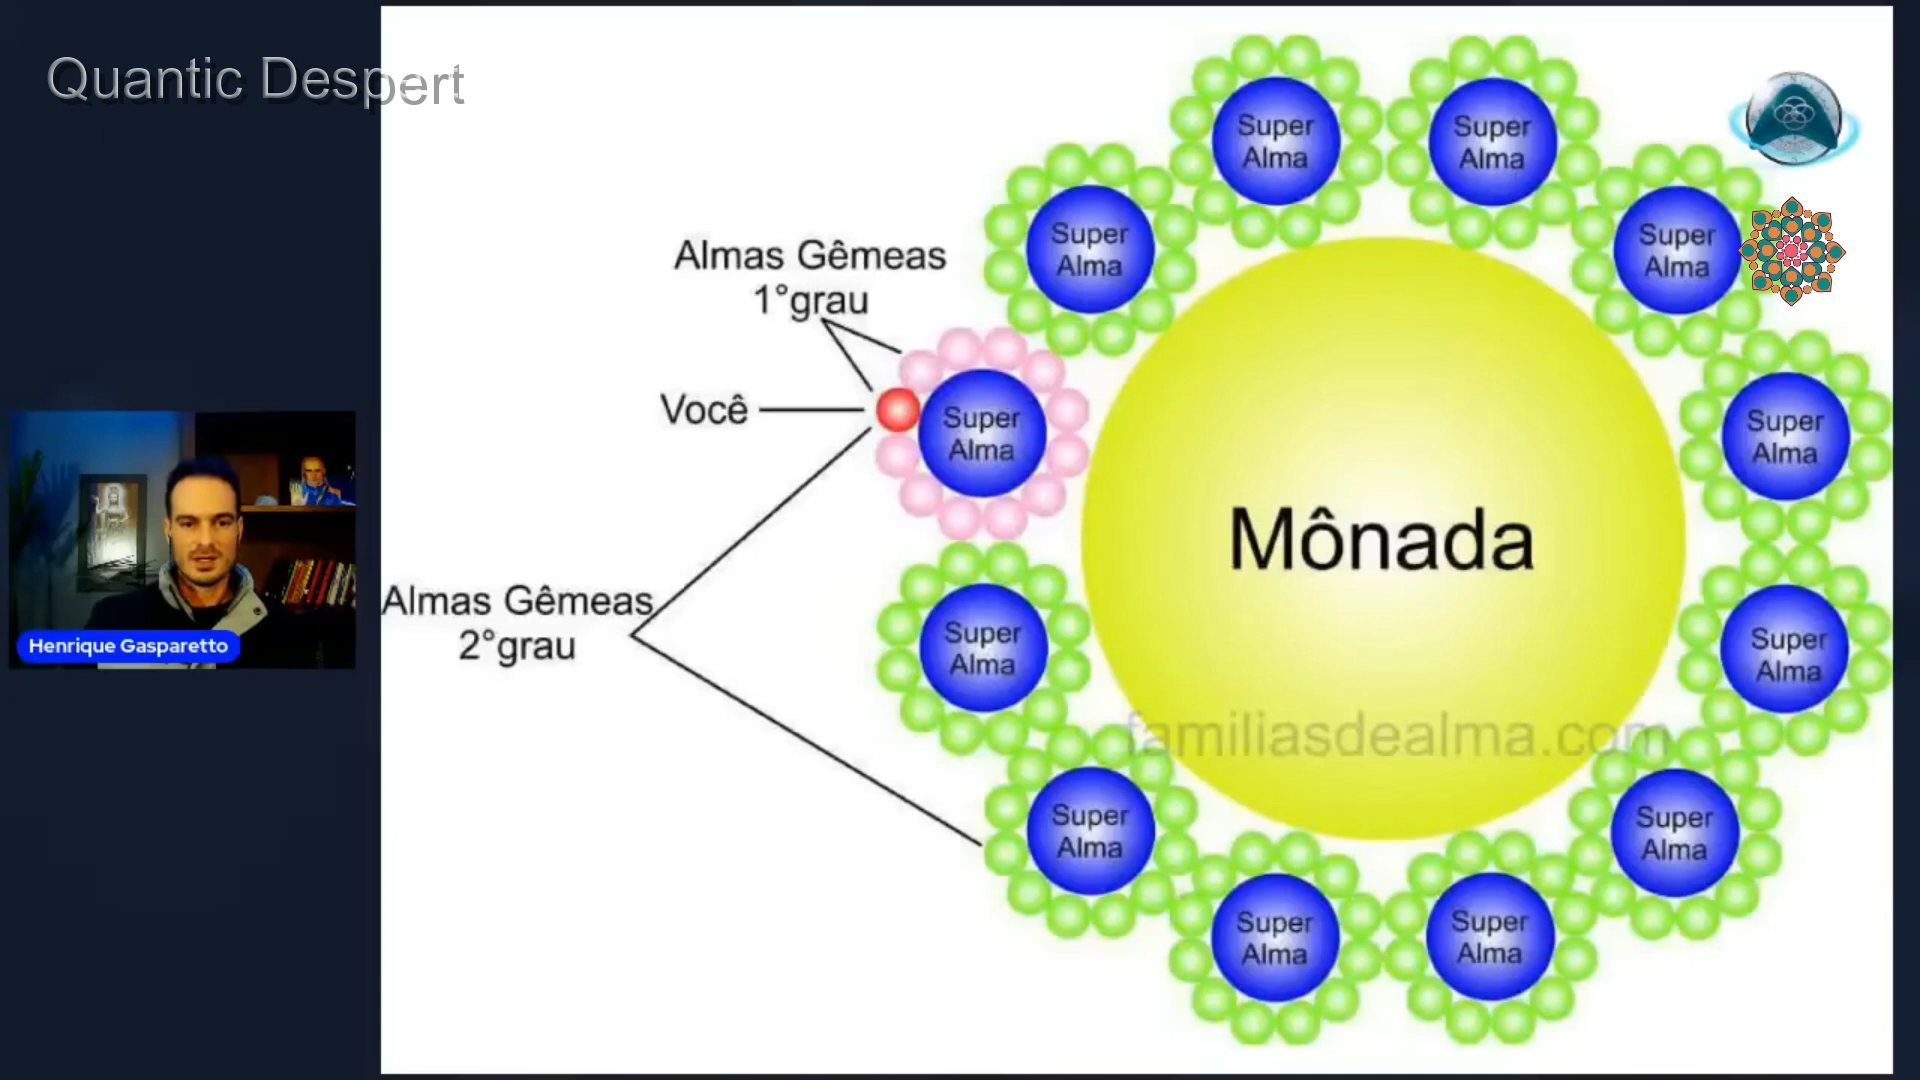 Quantic Despert
Super
Alma
Super
Alma
Super
Alma
Super
Alma
Almas Gêmeas
1°grau
Você
Super
Alma
Super
Alma
Mônada
Almas Gêmeas
2°grau
Super
Alma
Super
Alma
Henrique Gasparetto
familiasdealma.com
Super
Alma
Super
Alma
Super
Alma
Super
Alma